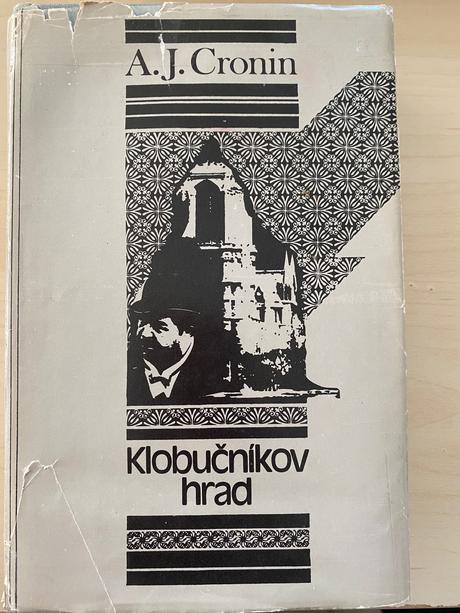 A. J. Cronin
Klobučníkov
hrad